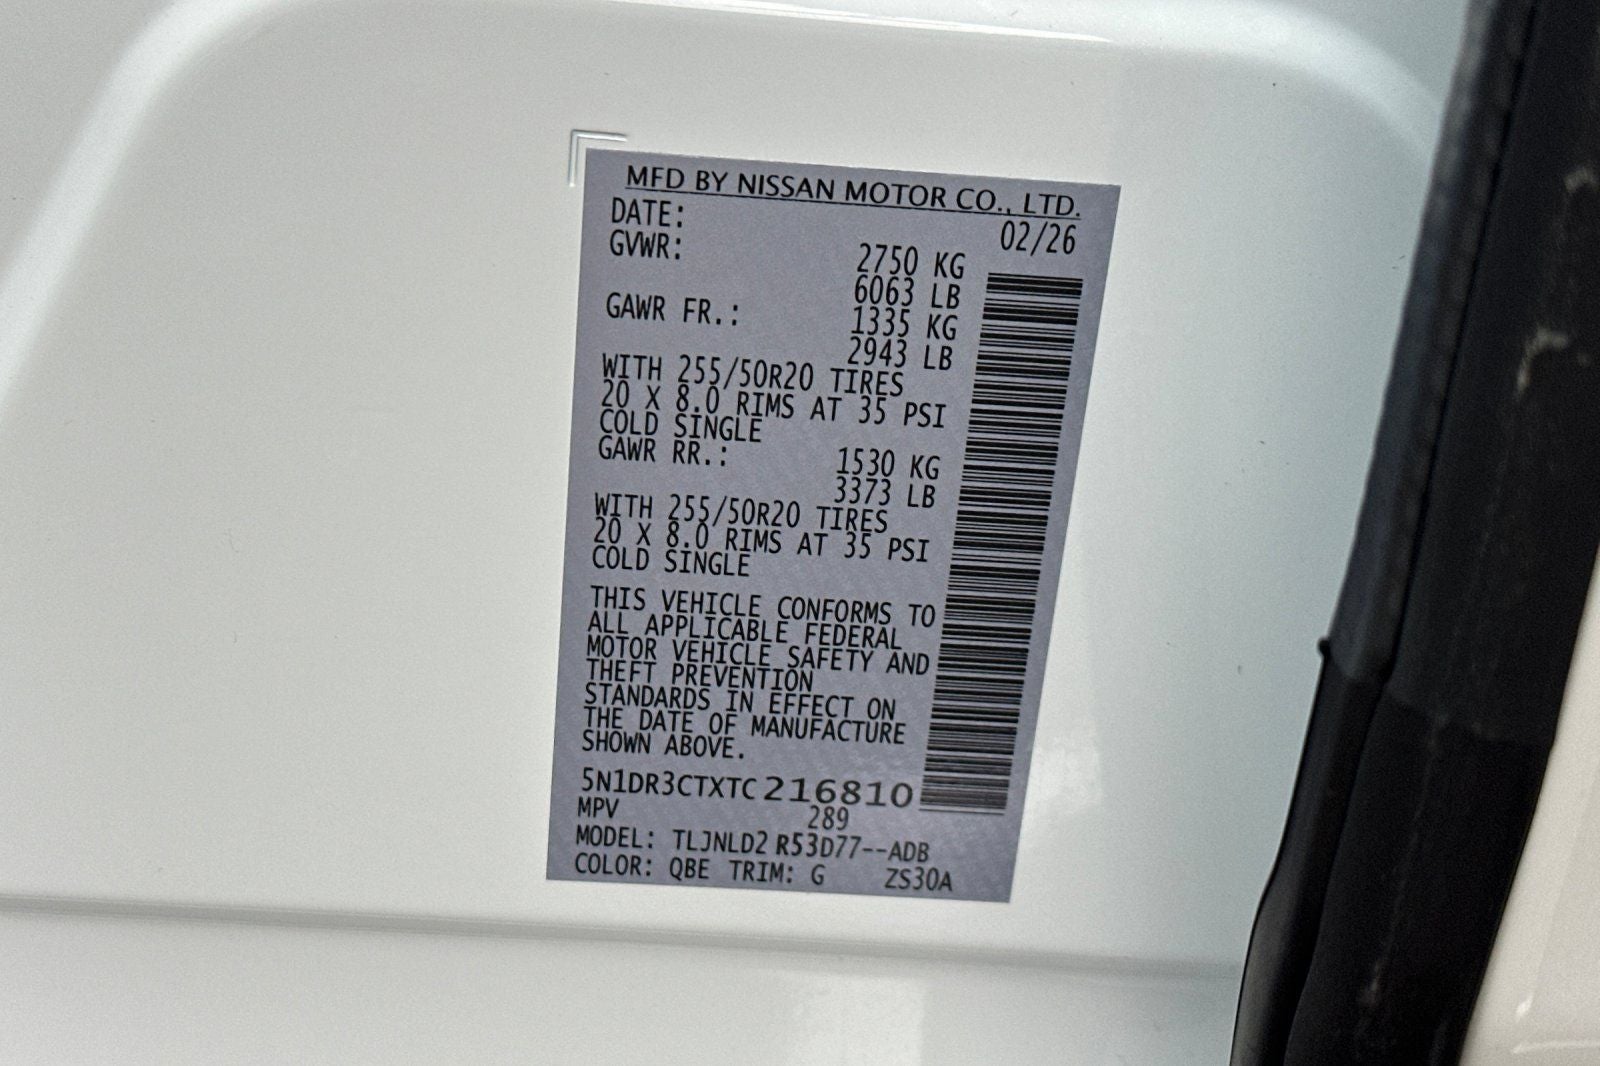 MFD BY NISSAN MOTOR CO., LTD.
DATE: 02/26
GVWR: 2750 KG
6063 LB
GAWR FR.: 1335 KG
2943 LB
WITH 255/50R20 TIRES
20 X 8.0 RIMS AT 35 PSI
COLD SINGLE
GAWR RR.: 1530 KG
3373 LB
WITH 255/50R20 TIRES
20 X 8.0 RIMS AT 35 PSI
COLD SINGLE
THIS VEHICLE CONFORMS TO
ALL APPLICABLE FEDERAL
MOTOR VEHICLE SAFETY AND
THEFT PREVENTION
STANDARDS IN EFFECT ON
THE DATE OF MANUFACTURE
SHOWN ABOVE.
5N1DR3CTXTC216810
MPV 289
MODEL: TLJNLD2 R53D77--ADB
COLOR: QBE TRIM: G ZS30A